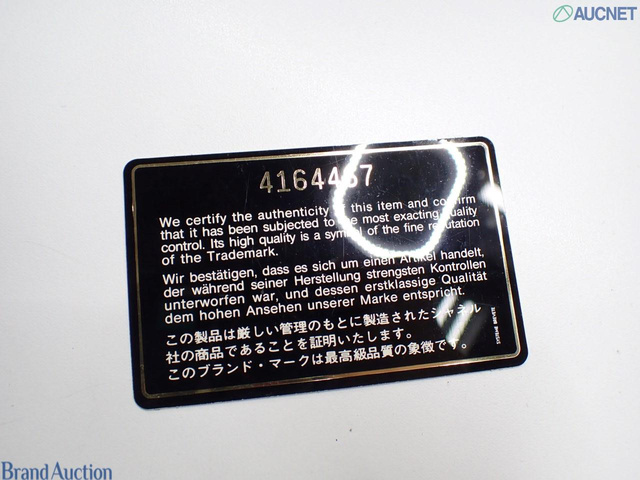 AUCNET
4164467
We certify the authenticity of this item and confirm
that it has been subjected to the most exacting quality
control. Its high quality is a symbol of the fine reputation
of the Trademark.
Wir bestätigen, dass es sich um einen Artikel handelt,
der während seiner Herstellung strengsten Kontrollen
unterworfen war, und dessen erstklassige Qualität
dem hohen Ansehen unserer Marke entspricht.
この製品は厳しい管理のもとに製造されたシャネル
社の商品であることを証明いたします。
このブランド・マークは最高級品質の象徴です。
Brand Auction